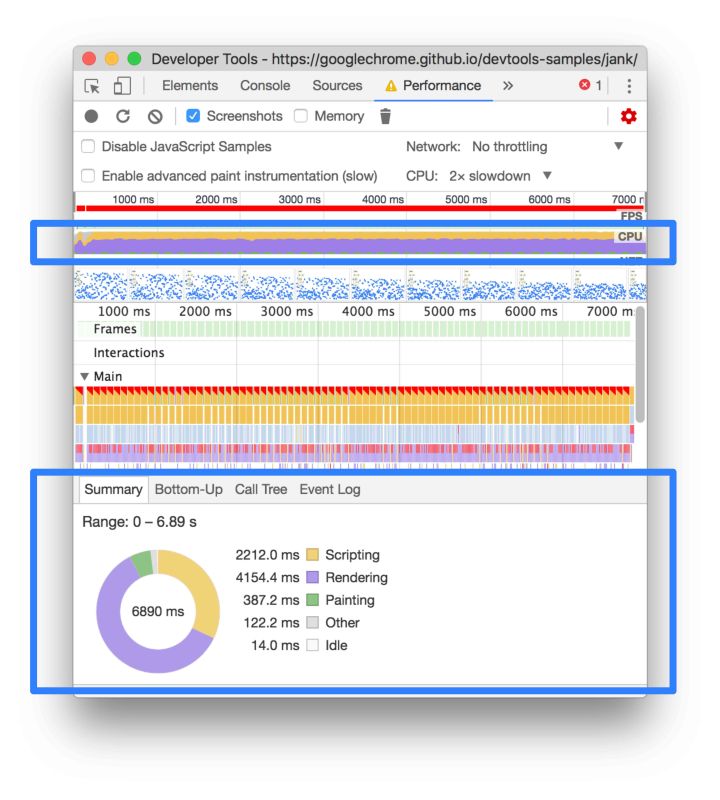 Developer Tools - https://googlechrome.github.io/devtools-samples/jank/
Elements Console Sources Performance » 1
Screenshots Memory
Disable JavaScript Samples Network: No throttling
Enable advanced paint instrumentation (slow) CPU: 2× slowdown
1000 ms 2000 ms 3000 ms 4000 ms 5000 ms 6000 ms 7000
FPS
CPU
1000 ms 2000 ms 3000 ms 4000 ms 5000 ms 6000 ms 7000 m
Frames
Interactions
Main
Summary Bottom-Up Call Tree Event Log
Range: 0 – 6.89 s
6890 ms
2212.0 ms Scripting
4154.4 ms Rendering
387.2 ms Painting
122.2 ms Other
14.0 ms Idle